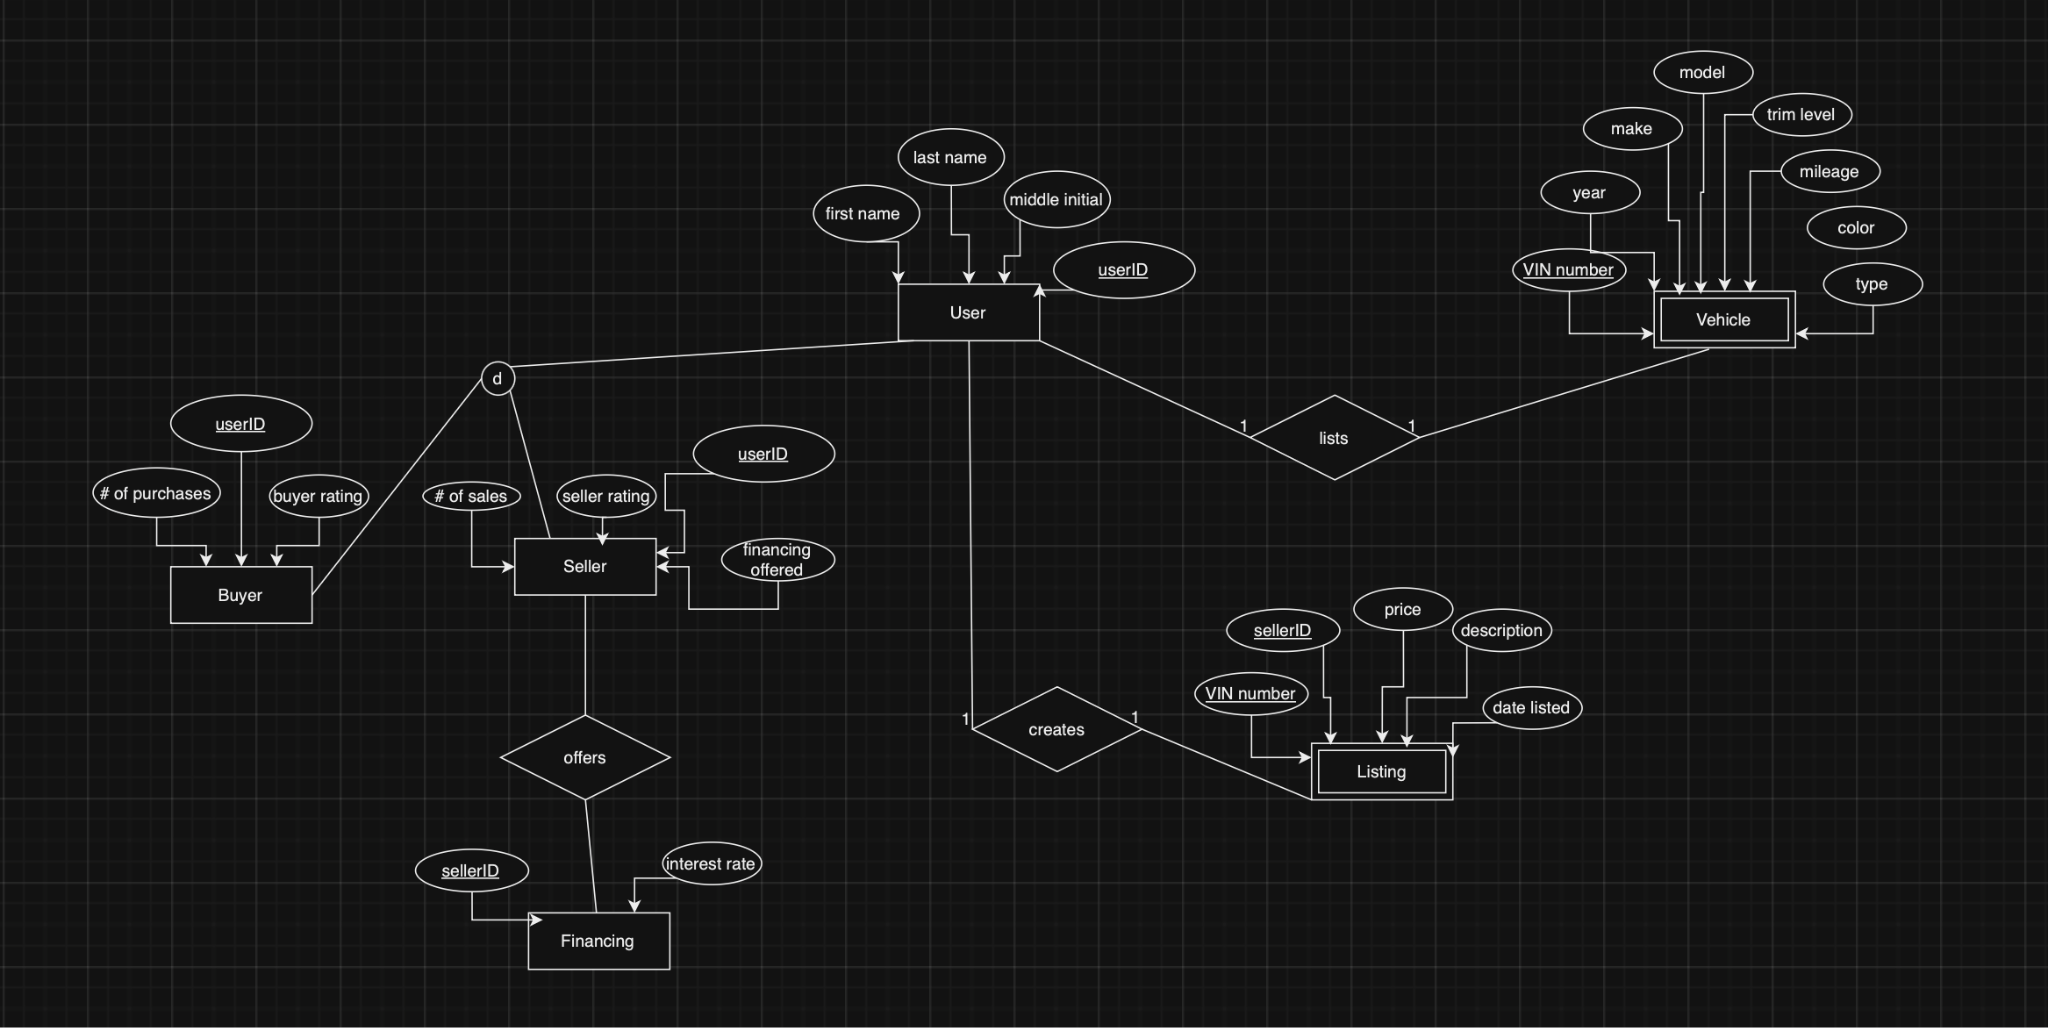 model
trim level
make
last name
mileage
year
middle initial
first name
color
userID
VIN number
type
User
Vehicle
d
userID
1
1
lists
userID
# of purchases
buyer rating
# of sales
seller rating
financing
offered
Seller
Buyer
price
sellerID
description
VIN number
date listed
1
1
creates
offers
Listing
sellerID
interest rate
Financing